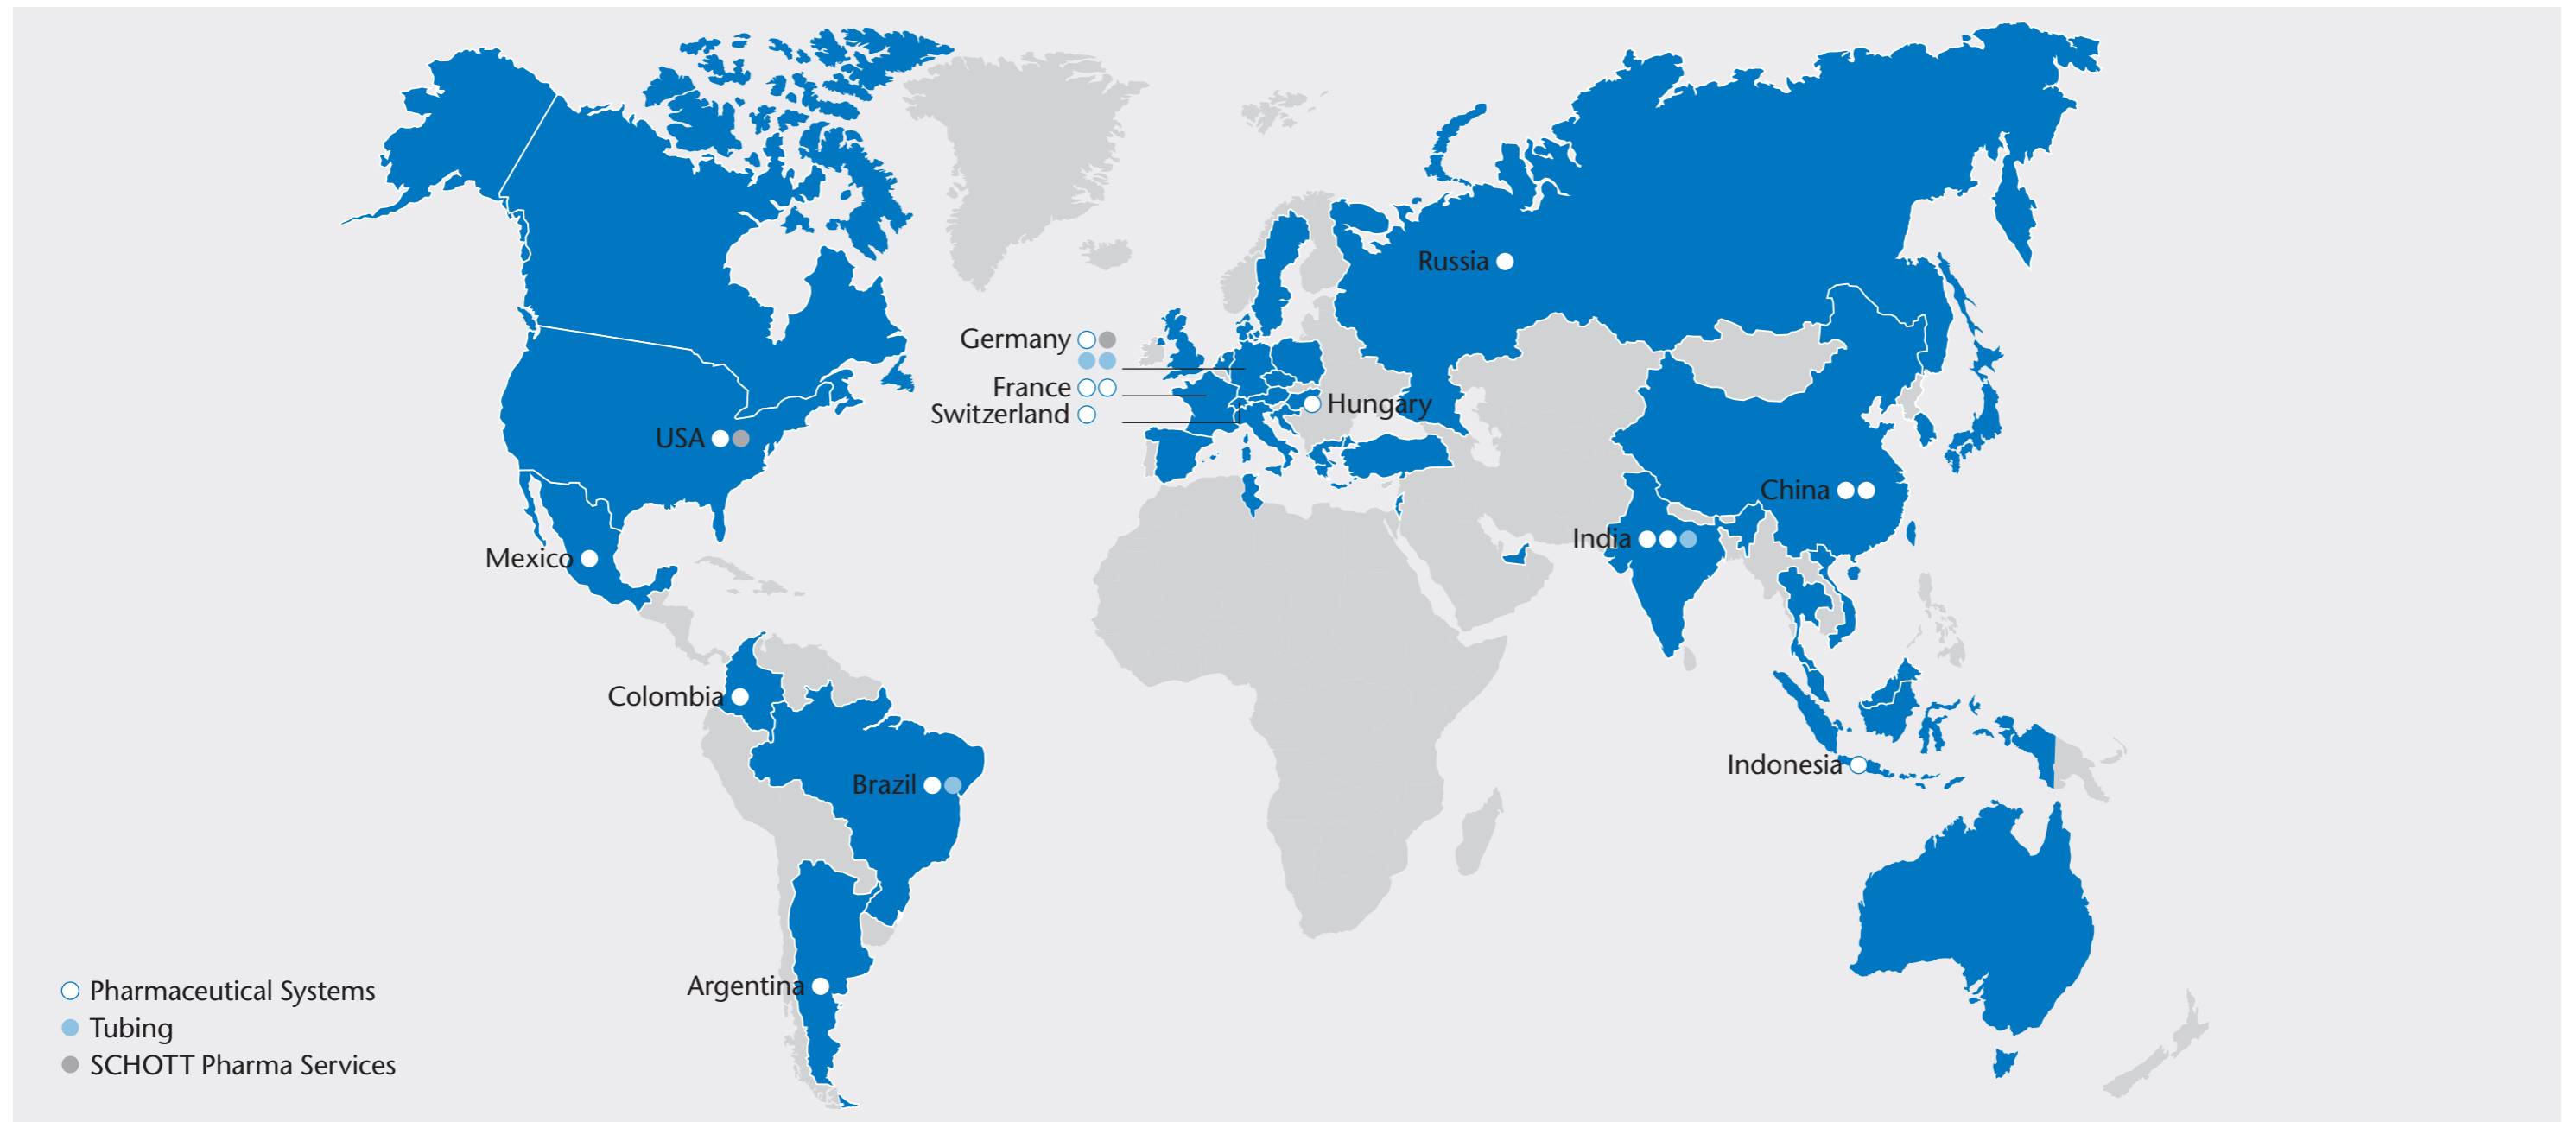 Russia
Germany
France
Switzerland
Hungary
USA
China
India
Mexico
Colombia
Indonesia
Brazil
Argentina
Pharmaceutical Systems
Tubing
SCHOTT Pharma Services